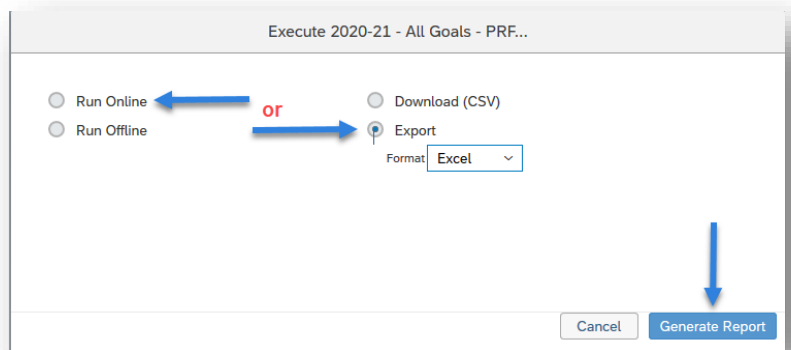 Execute 2020-21 - All Goals - PRF...
Run Online
or
Download (CSV)
Run Offline
Export
Format Excel
Cancel
Generate Report